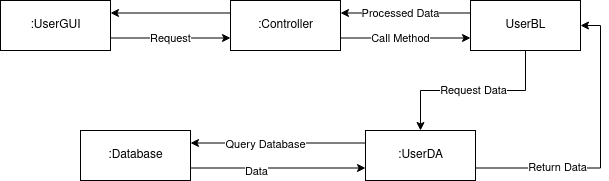 :UserGUI
Request
:Controller
Processed Data
Call Method
UserBL
Request Data
:Database
Query Database
Data
:UserDA
Return Data